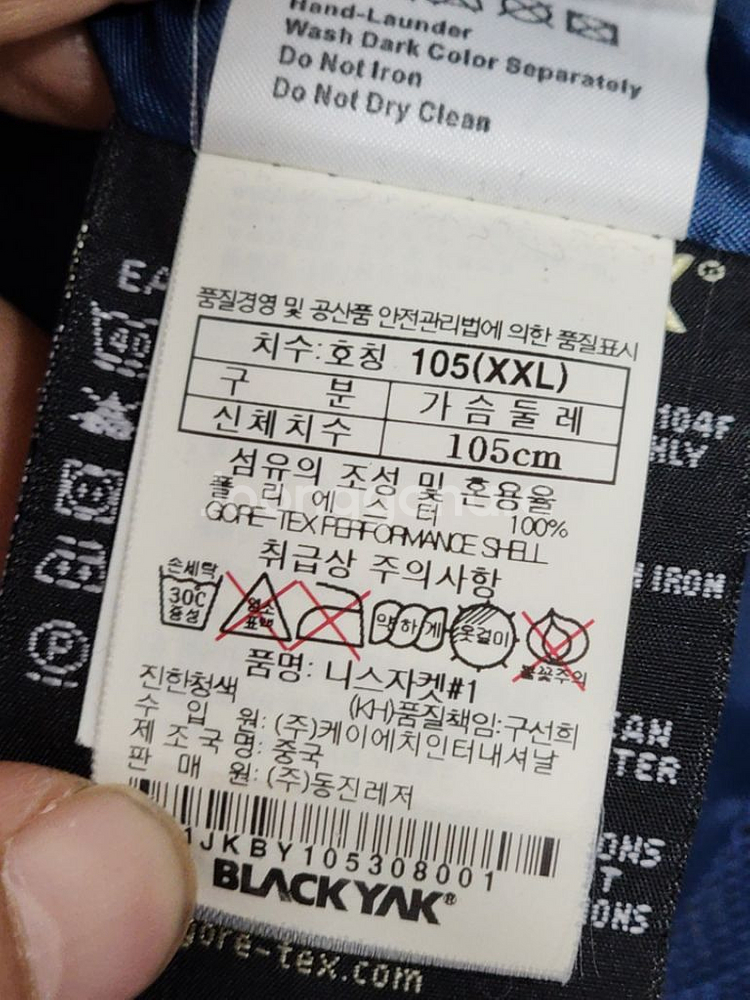 Hand-Launder
Wash Dark Color Separately
Do Not Iron
Do Not Dry Clean
품질경영 및 공산품 안전관리법에 의한 품질표시
치수:호칭 105(XXL)
구 분 가슴둘레
신체치수 105cm
섬유의 조성 및 혼용율
폴리에스터 100%
GORE-TEX PERFORMANCE SHELL
취급상 주의사항
손세탁
30℃
중성
염소
표백
약하게
옷걸이
불꽃주의
품명: 니스자켓#1
진한청색
(KH)품질책임:구선희
수입원: (주)케이에치인터내셔날
제조국명: 중국
판매원: (주)동진레저
1JKBY105308001
BLACKYAK®
gore-tex.com
EA
40
P
X®
104F
IRON
TER